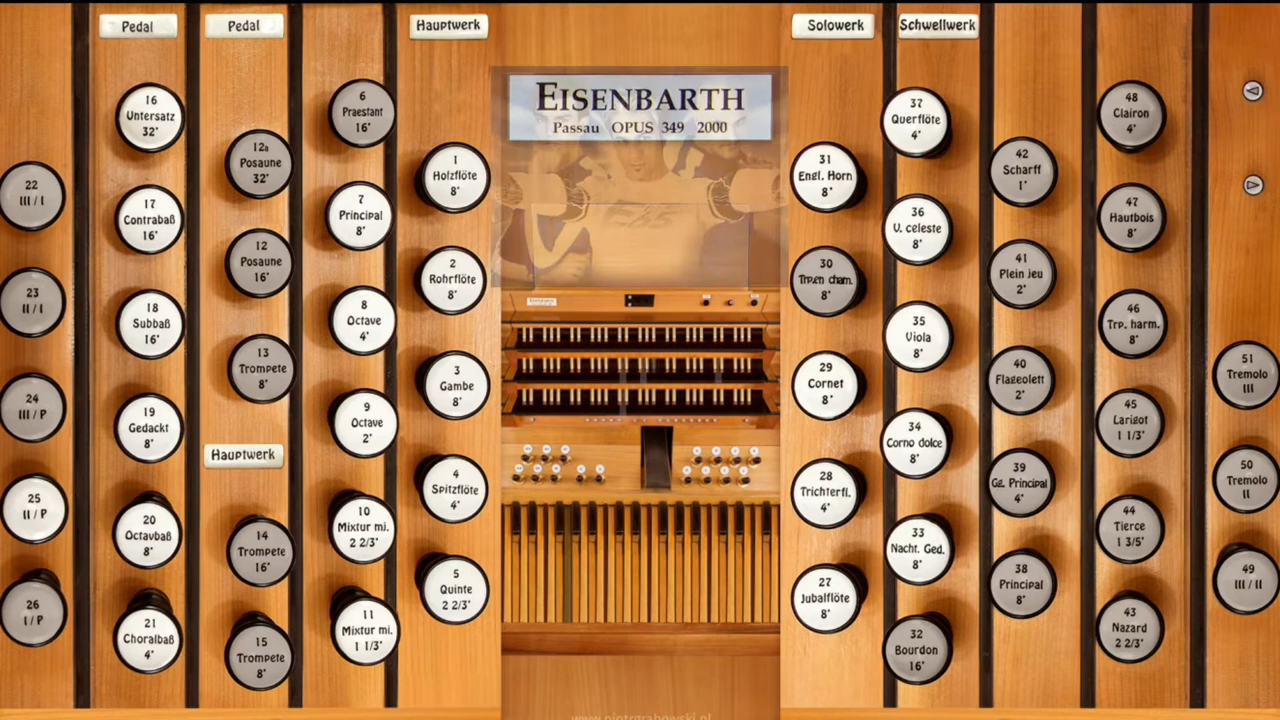 Pedal
Pedal
Hauptwerk
Solowerk
Schwellwerk
EISENBARTH
Passau OPUS 349 2000
22
III / I
23
II / I
24
III / P
25
II / P
26
I / P
16
Untersatz
32'
17
Contrabaß
16'
18
Subbaß
16'
19
Gedackt
8'
20
Octavbaß
8'
21
Choralbaß
4'
12a
Posaune
32'
12
Posaune
16'
13
Trompete
8'
Hauptwerk
14
Trompete
16'
15
Trompete
8'
6
Praestant
16'
7
Principal
8'
8
Octave
4'
9
Octave
2'
10
Mixtur mi.
2 2/3'
11
Mixtur mi.
1 1/3'
1
Holzflöte
8'
2
Rohrflöte
8'
3
Gambe
8'
4
Spitzflöte
4'
5
Quinte
2 2/3'
31
Engl. Horn
8'
30
Trp.en cham.
8'
29
Cornet
8'
28
Trichterfl.
4'
27
Jubalflöte
8'
37
Querflöte
4'
36
V. celeste
8'
35
Viola
8'
34
Corno dolce
8'
33
Nacht. Ged.
8'
32
Bourdon
16'
42
Scharff
1'
41
Plein jeu
2'
40
Flageolett
2'
39
Gg. Principal
4'
38
Principal
8'
48
Clairon
4'
47
Hautbois
8'
46
Trp. harm.
8'
45
Larigot
1 1/3'
44
Tierce
1 3/5'
43
Nazard
2 2/3'
51
Tremolo
III
50
Tremolo
II
49
III / II
www.piotrgrabowski.pl